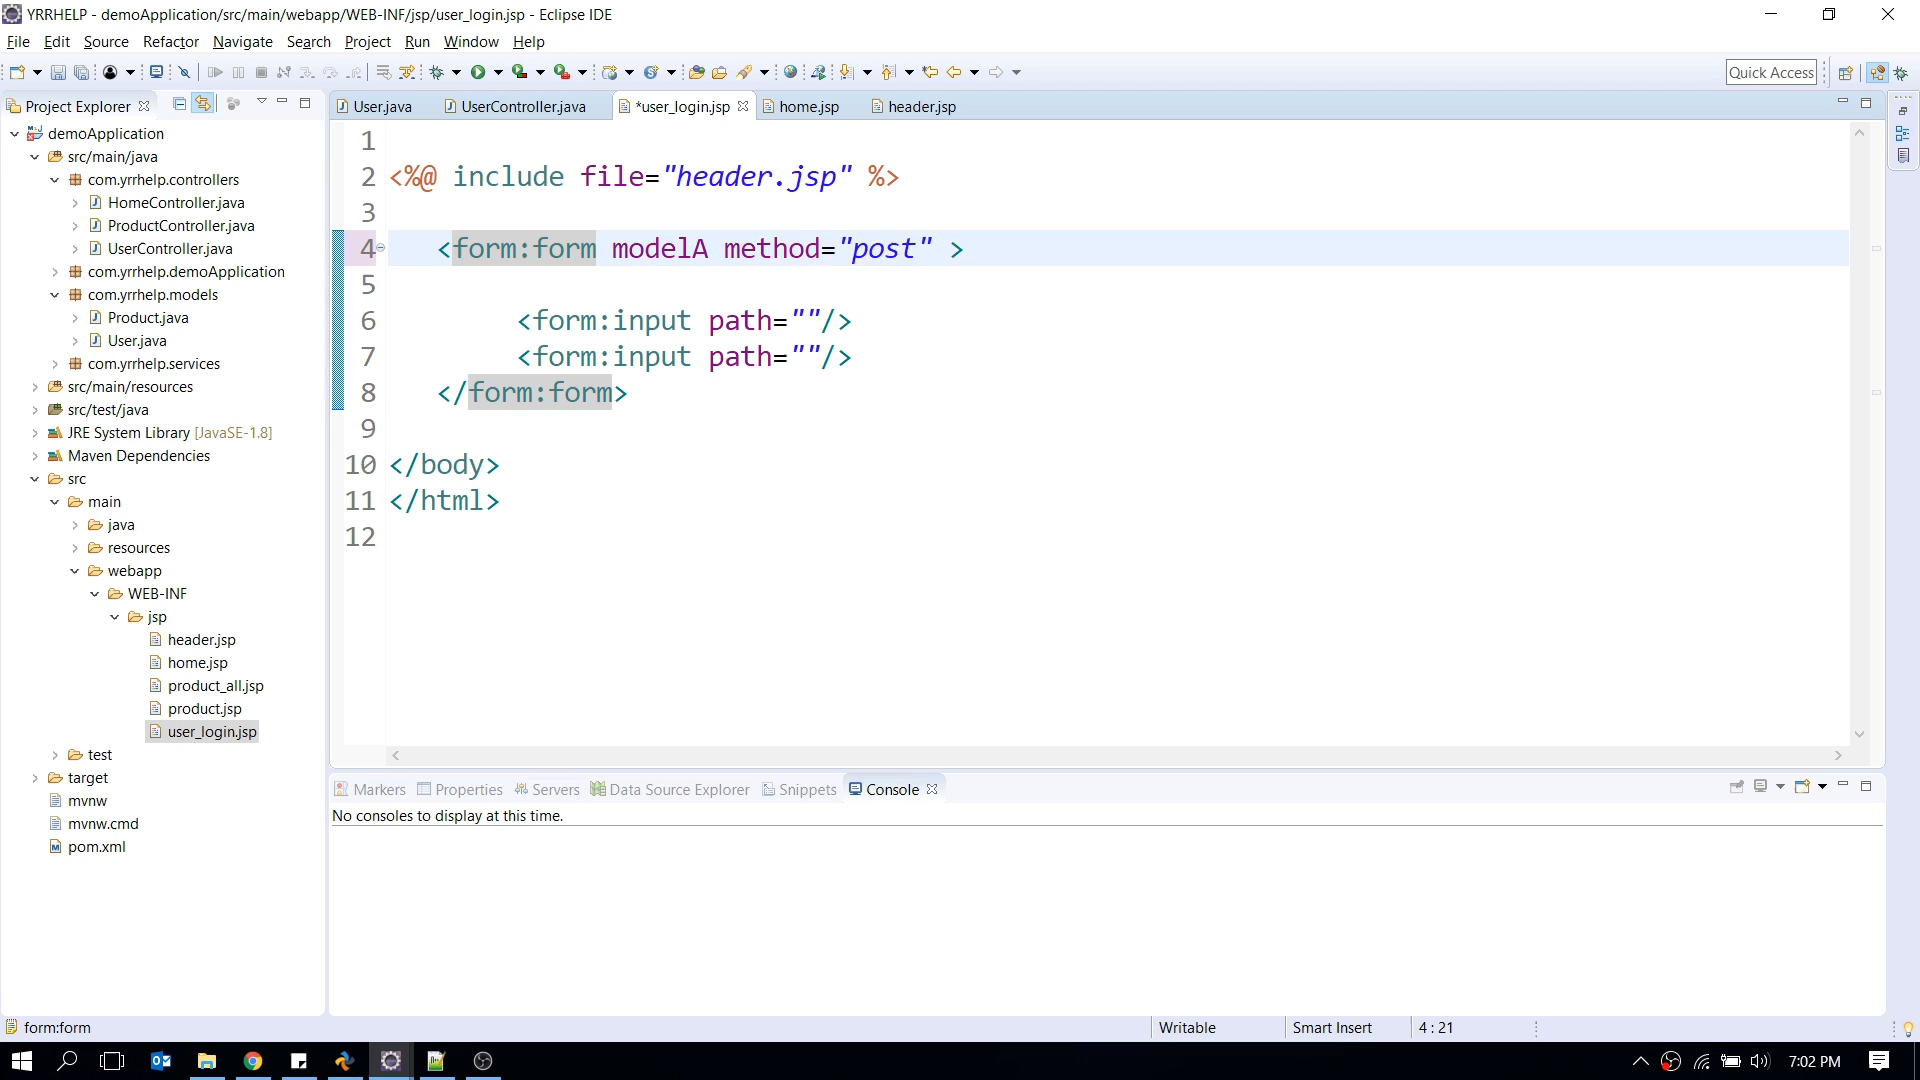 YRRHELP - demoApplication/src/main/webapp/WEB-INF/jsp/user_login.jsp - Eclipse IDE
File Edit Source Refactor Navigate Search Project Run Window Help
Quick Access
Project Explorer
User.java UserController.java *user_login.jsp home.jsp header.jsp
demoApplication
src/main/java
com.yrrhelp.controllers
HomeController.java
ProductController.java
UserController.java
com.yrrhelp.demoApplication
com.yrrhelp.models
Product.java
User.java
com.yrrhelp.services
src/main/resources
src/test/java
JRE System Library [JavaSE-1.8]
Maven Dependencies
src
main
java
resources
webapp
WEB-INF
jsp
header.jsp
home.jsp
product_all.jsp
product.jsp
user_login.jsp
test
target
mvnw
mvnw.cmd
pom.xml
1
2 <%@ include file="header.jsp" %>
3
4 <form:form modelA method="post" >
5
6 <form:input path=""/>
7 <form:input path=""/>
8 </form:form>
9
10 </body>
11 </html>
12
Markers Properties Servers Data Source Explorer Snippets Console
No consoles to display at this time.
form:form Writable Smart Insert 4 : 21
7:02 PM